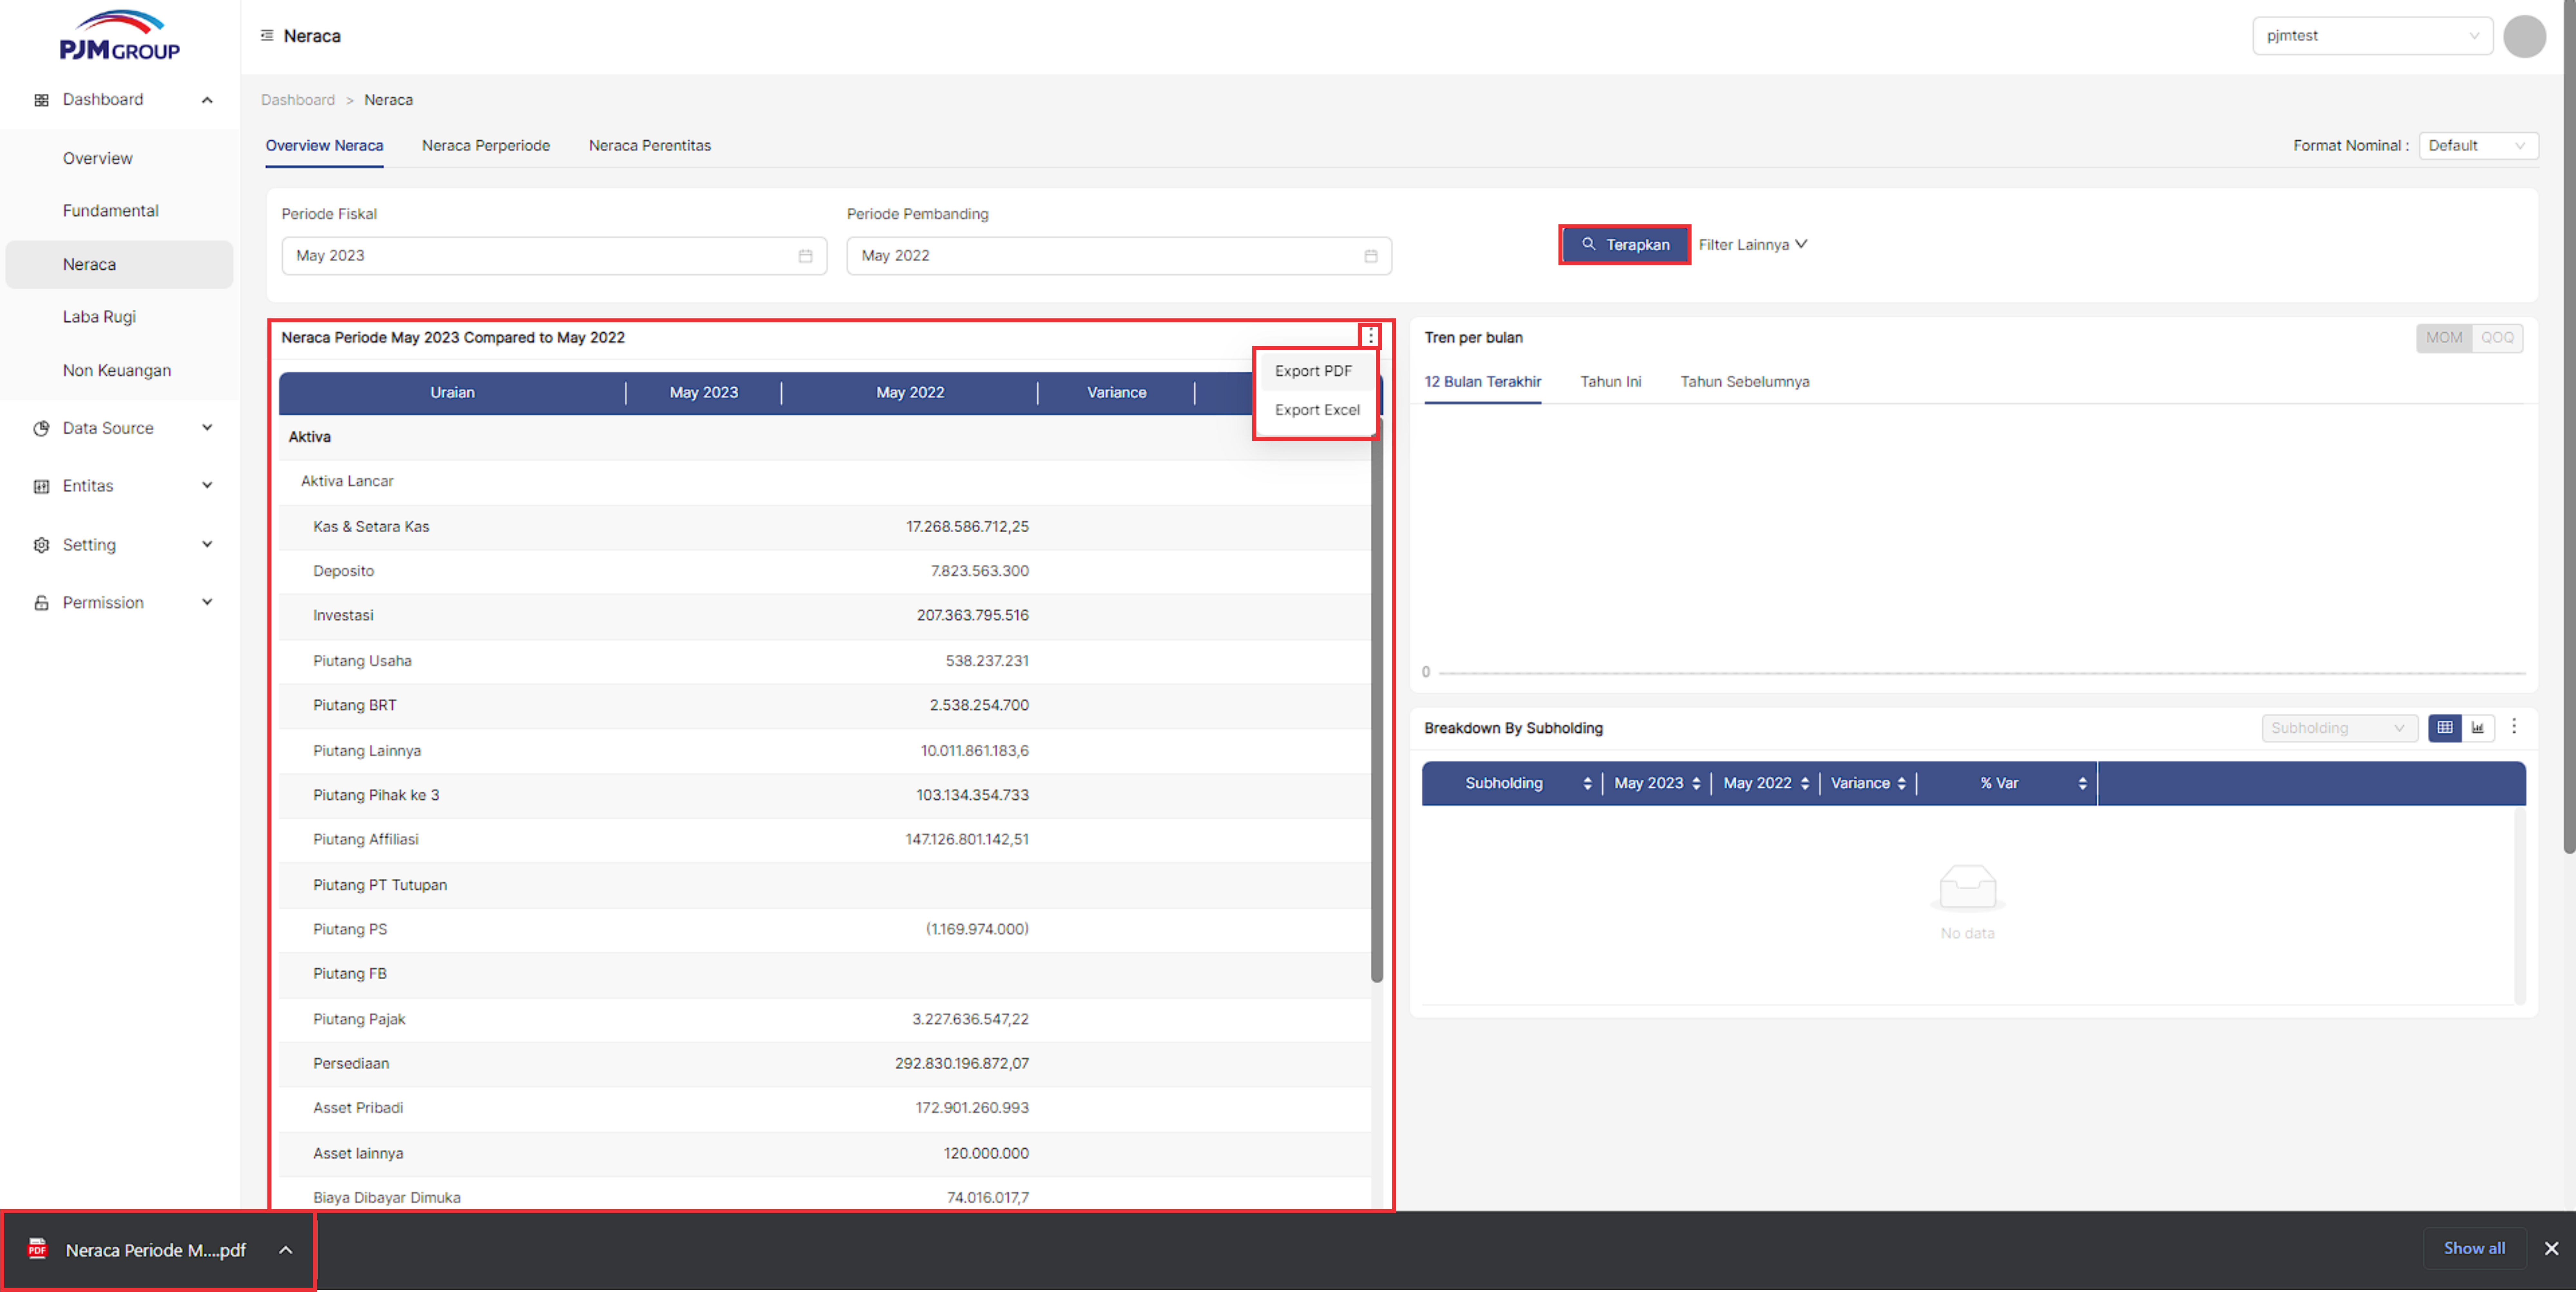 PJM GROUP
Neraca
pjmtest
Dashboard
Overview
Fundamental
Neraca
Laba Rugi
Non Keuangan
Data Source
Entitas
Setting
Permission
Dashboard > Neraca
Overview Neraca Neraca Perperiode Neraca Perentitas
Format Nominal : Default
Periode Fiskal Periode Pembanding
May 2023 May 2022
Terapkan Filter Lainnya
Neraca Periode May 2023 Compared to May 2022
Export PDF
Export Excel
Uraian May 2023 May 2022 Variance
Aktiva
Aktiva Lancar
Kas & Setara Kas 17.268.586.712,25
Deposito 7.823.563.300
Investasi 207.363.795.516
Piutang Usaha 538.237.231
Piutang BRT 2.538.254.700
Piutang Lainnya 10.011.861.183,6
Piutang Pihak ke 3 103.134.354.733
Piutang Affiliasi 147.126.801.142,51
Piutang PT Tutupan
Piutang PS (1.169.974.000)
Piutang FB
Piutang Pajak 3.227.636.547,22
Persediaan 292.830.196.872,07
Asset Pribadi 172.901.260.993
Asset lainnya 120.000.000
Biaya Dibayar Dimuka 74.016.017,7
Tren per bulan
MOM QOQ
12 Bulan Terakhir Tahun Ini Tahun Sebelumnya
0
Breakdown By Subholding
Subholding
Subholding May 2023 May 2022 Variance % Var
No data
PDF Neraca Periode M....pdf
Show all